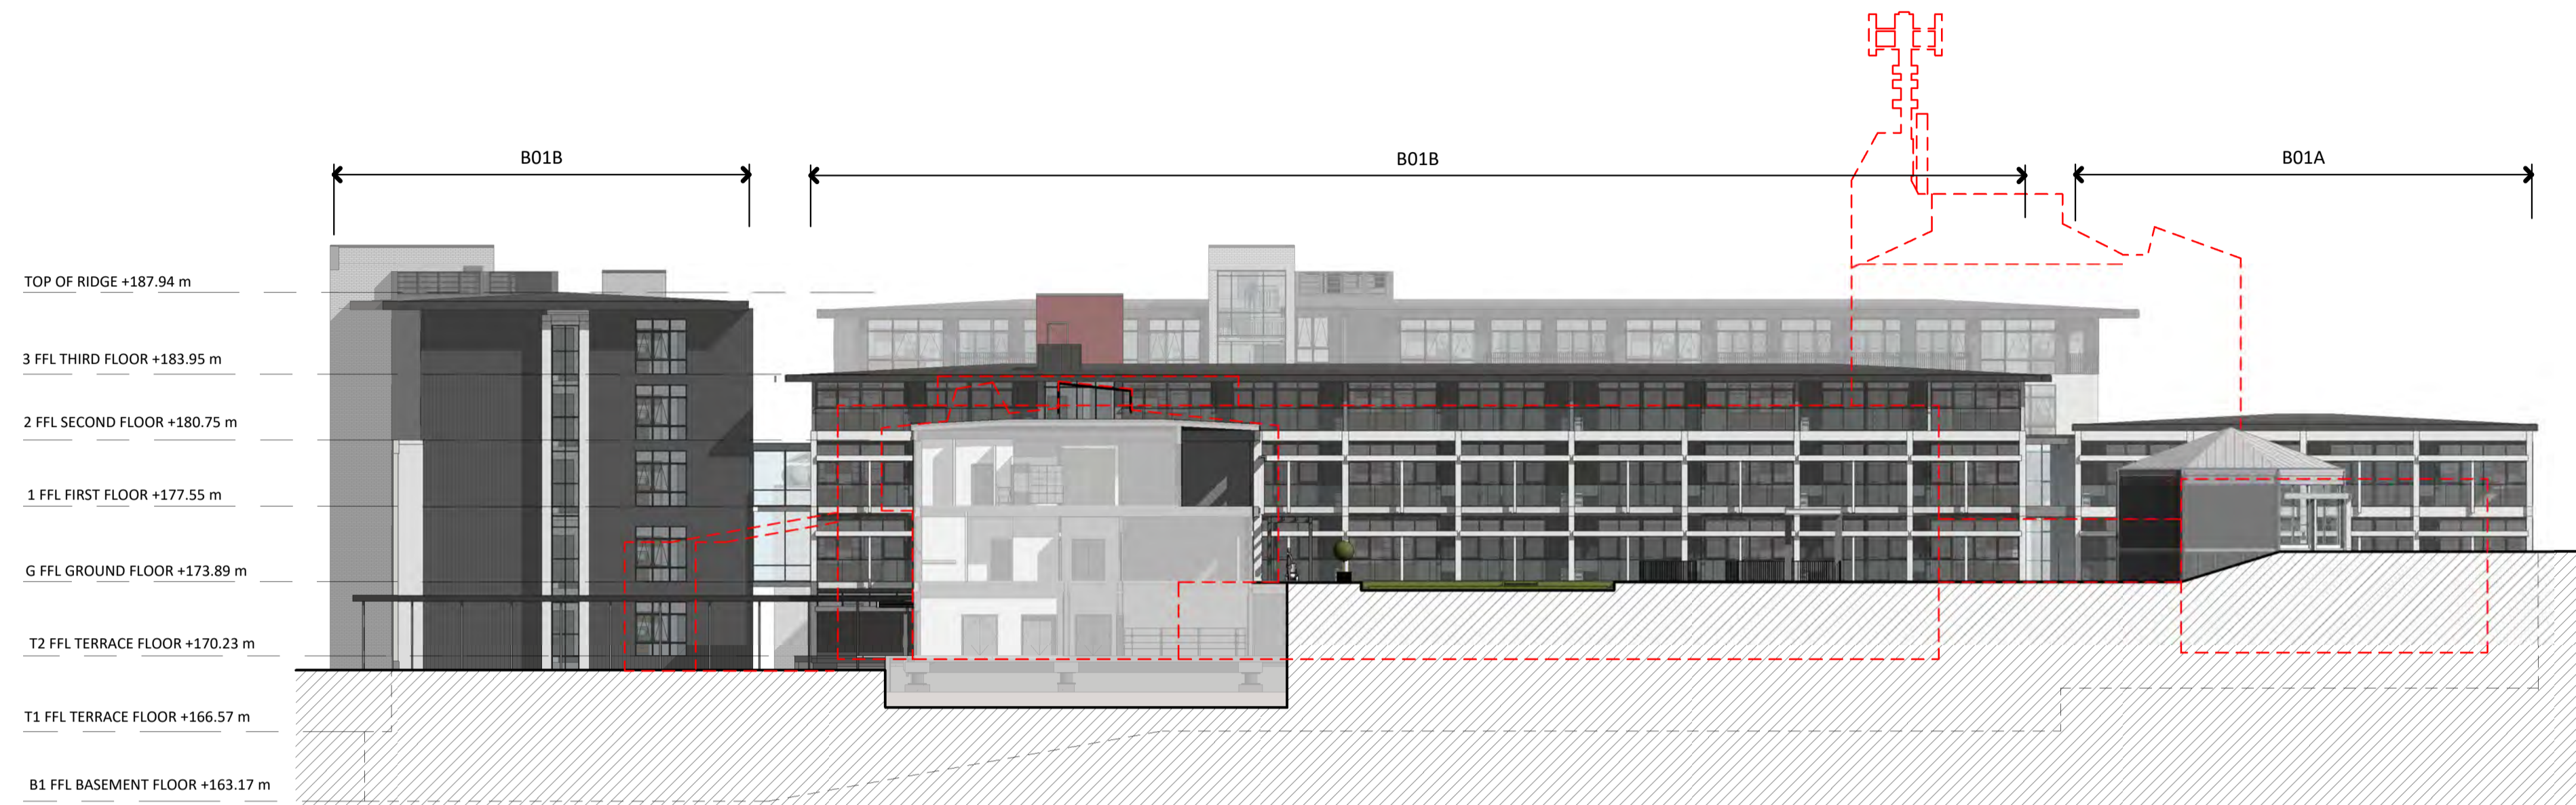 B01B
B01B
B01A
TOP OF RIDGE +187.94 m
3 FFL THIRD FLOOR +183.95 m
2 FFL SECOND FLOOR +180.75 m
1 FFL FIRST FLOOR +177.55 m
G FFL GROUND FLOOR +173.89 m
T2 FFL TERRACE FLOOR +170.23 m
T1 FFL TERRACE FLOOR +166.57 m
B1 FFL BASEMENT FLOOR +163.17 m